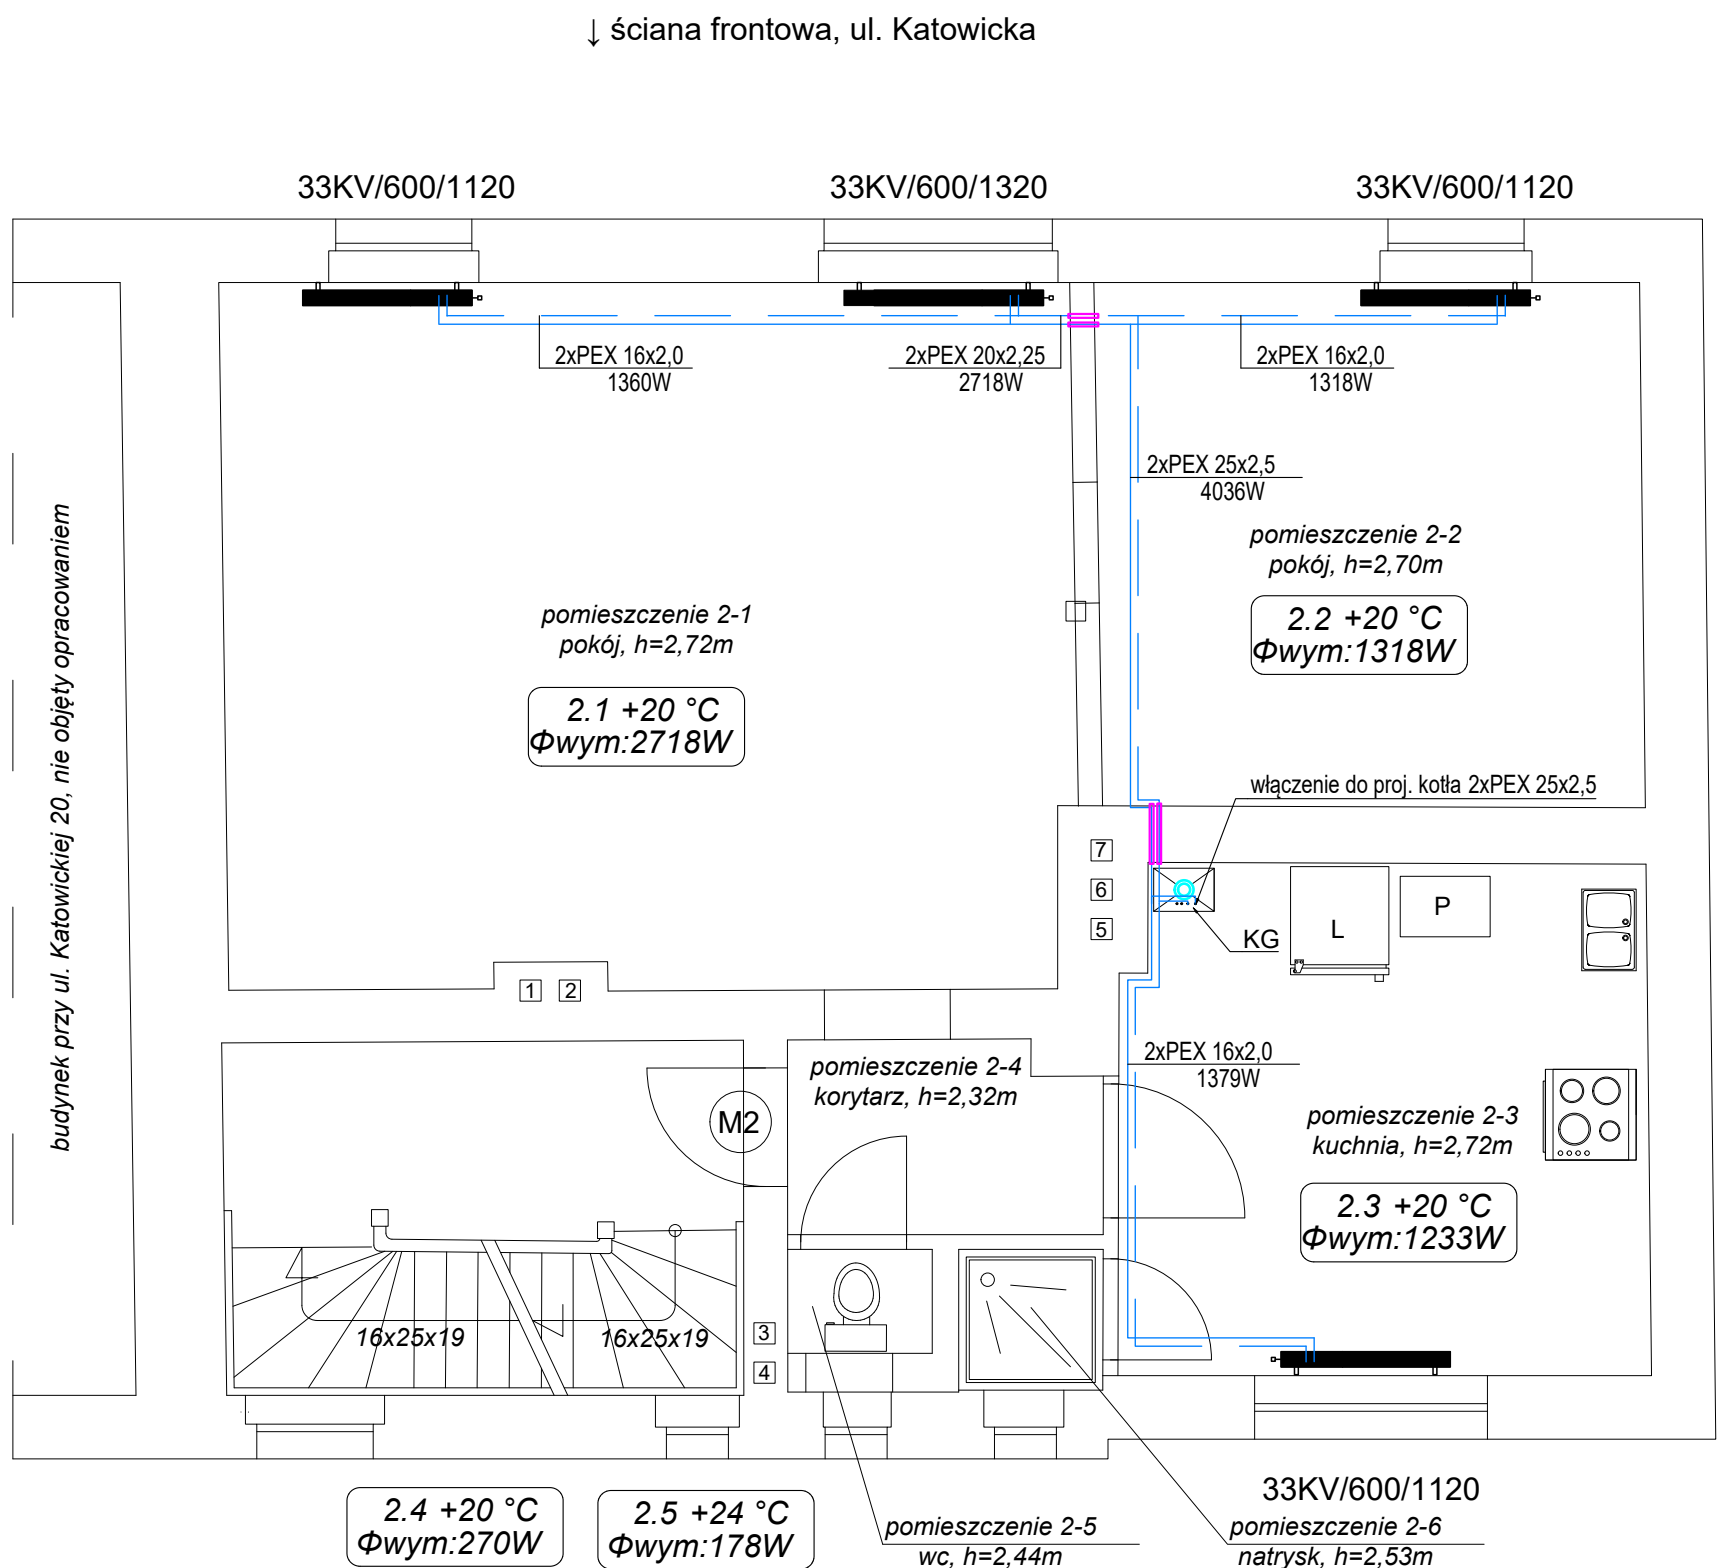 ↓ ściana frontowa, ul. Katowicka
33KV/600/1120
33KV/600/1320
33KV/600/1120
2xPEX 16x2,0
1360W
2xPEX 20x2,25
2718W
2xPEX 16x2,0
1318W
2xPEX 25x2,5
4036W
pomieszczenie 2-2
pokój, h=2,70m
2.2 +20 °C
Φwym:1318W
pomieszczenie 2-1
pokój, h=2,72m
2.1 +20 °C
Φwym:2718W
budynek przy ul. Katowickiej 20, nie objęty opracowaniem
włączenie do proj. kotła 2xPEX 25x2,5
7
6
5
KG
L
P
1
2
2xPEX 16x2,0
1379W
pomieszczenie 2-4
korytarz, h=2,32m
M2
pomieszczenie 2-3
kuchnia, h=2,72m
2.3 +20 °C
Φwym:1233W
16x25x19
16x25x19
3
4
33KV/600/1120
2.4 +20 °C
Φwym:270W
2.5 +24 °C
Φwym:178W
pomieszczenie 2-5
wc, h=2,44m
pomieszczenie 2-6
natrysk, h=2,53m